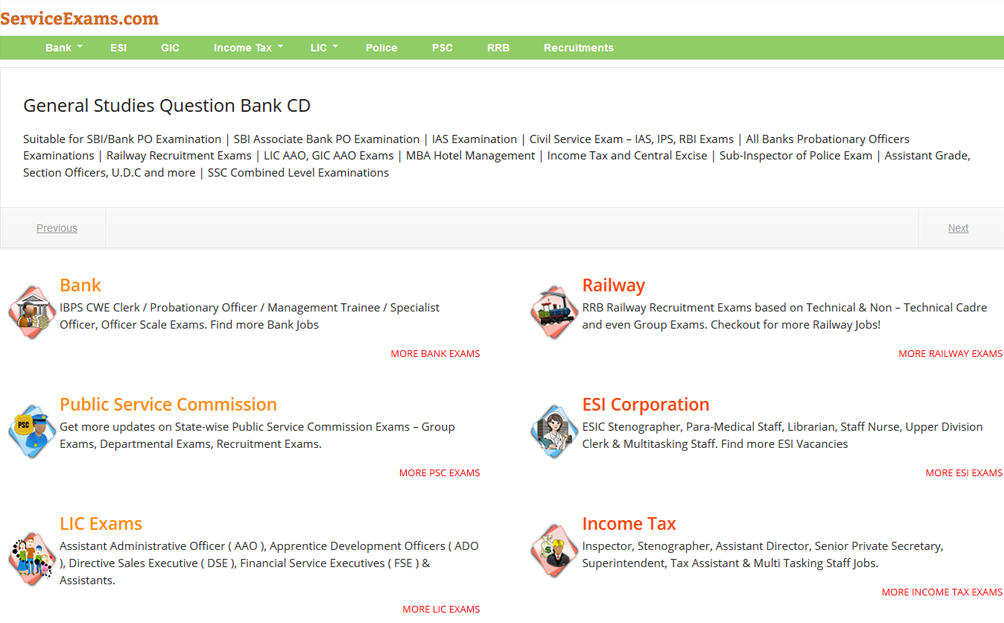 ServiceExams.com
Bank ESI GIC Income Tax LIC Police PSC RRB Recruitments
General Studies Question Bank CD
Suitable for SBI/Bank PO Examination | SBI Associate Bank PO Examination | IAS Examination | Civil Service Exam – IAS, IPS, RBI Exams | All Banks Probationary Officers
Examinations | Railway Recruitment Exams | LIC AAO, GIC AAO Exams | MBA Hotel Management | Income Tax and Central Excise | Sub-Inspector of Police Exam | Assistant Grade,
Section Officers, U.D.C and more | SSC Combined Level Examinations
Previous Next
Bank
IBPS CWE Clerk / Probationary Officer / Management Trainee / Specialist
Officer, Officer Scale Exams. Find more Bank Jobs
MORE BANK EXAMS
Railway
RRB Railway Recruitment Exams based on Technical & Non – Technical Cadre
and even Group Exams. Checkout for more Railway Jobs!
MORE RAILWAY EXAMS
PSC
Public Service Commission
Get more updates on State-wise Public Service Commission Exams – Group
Exams, Departmental Exams, Recruitment Exams.
MORE PSC EXAMS
ESI Corporation
ESIC Stenographer, Para-Medical Staff, Librarian, Staff Nurse, Upper Division
Clerk & Multitasking Staff. Find more ESI Vacancies
MORE ESI EXAMS
LIC Exams
Assistant Administrative Officer ( AAO ), Apprentice Development Officers ( ADO
), Directive Sales Executive ( DSE ), Financial Service Executives ( FSE ) &
Assistants.
MORE LIC EXAMS
Income Tax
Inspector, Stenographer, Assistant Director, Senior Private Secretary,
Superintendent, Tax Assistant & Multi Tasking Staff Jobs.
MORE INCOME TAX EXAMS